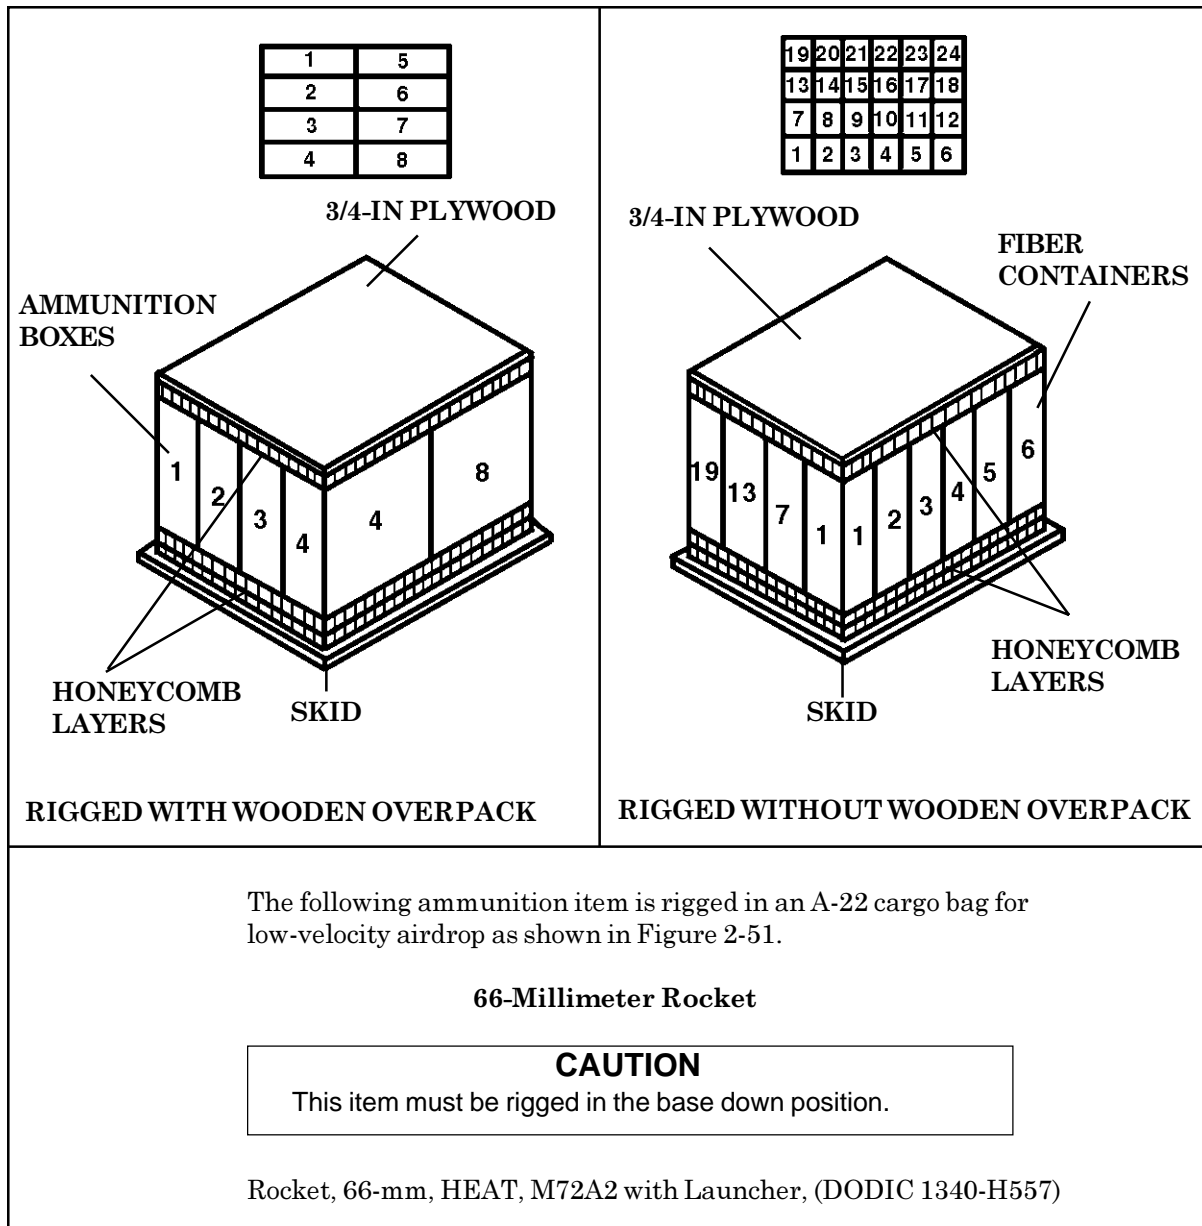 1 5
2 6
3 7
4 8
3/4-IN PLYWOOD
AMMUNITION
BOXES
1
2
3
4
4
8
HONEYCOMB
LAYERS
SKID
RIGGED WITH WOODEN OVERPACK
19 20 21 22 23 24
13 14 15 16 17 18
7 8 9 10 11 12
1 2 3 4 5 6
3/4-IN PLYWOOD
FIBER
CONTAINERS
19
13
7
1
1
2
3
4
5
6
HONEYCOMB
LAYERS
SKID
RIGGED WITHOUT WOODEN OVERPACK
The following ammunition item is rigged in an A-22 cargo bag for
low-velocity airdrop as shown in Figure 2-51.
66-Millimeter Rocket
CAUTION
This item must be rigged in the base down position.
Rocket, 66-mm, HEAT, M72A2 with Launcher, (DODIC 1340-H557)